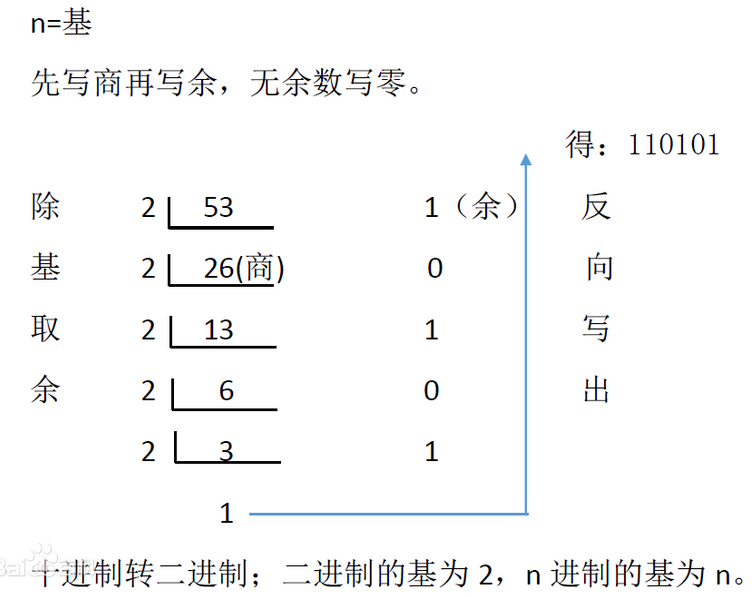 n=基
先写商再写余，无余数写零。
得：110101
除 2 53 1（余） 反
基 2 26(商) 0 向
取 2 13 1 写
余 2 6 0 出
2 3 1
1
十进制转二进制；二进制的基为2，n进制的基为n。